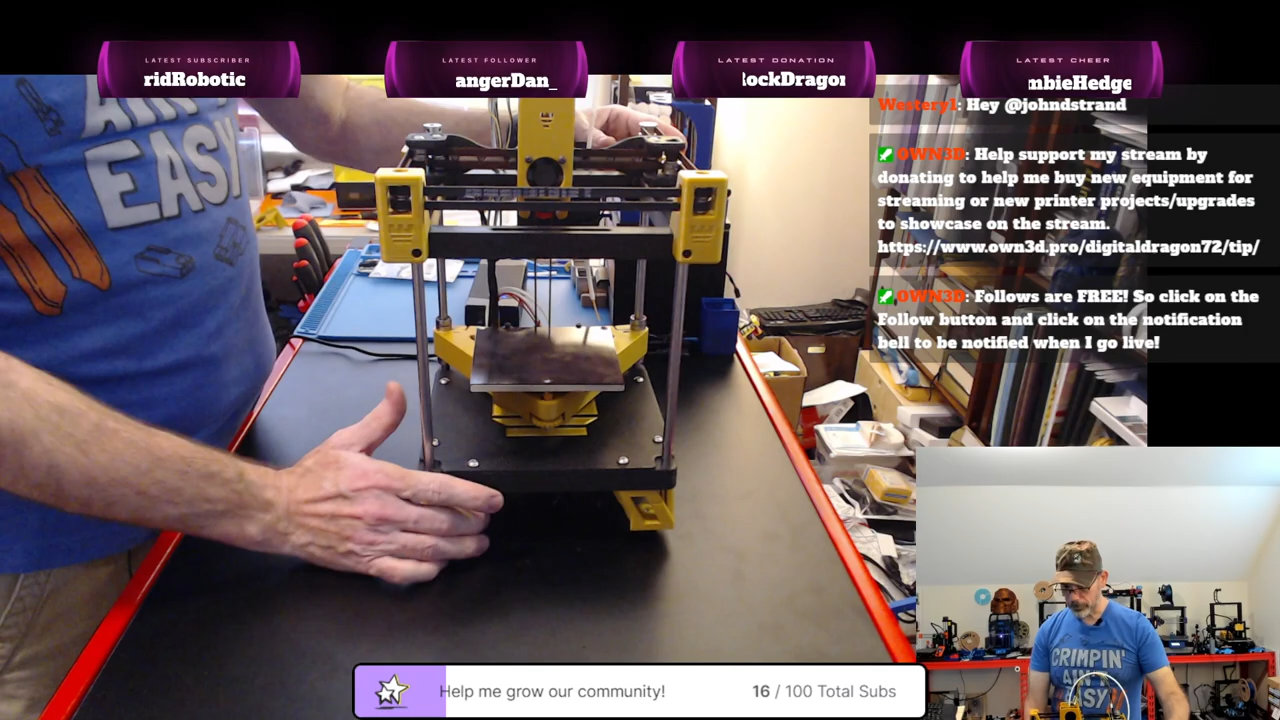 LATEST SUBSCRIBER
ridRobotic
LATEST FOLLOWER
angerDan_
LATEST DONATION
lockDragon
LATEST CHEER
mbieHedge
Westery1: Hey @johndstrand
OWN3D: Help support my stream by
donating to help me buy new equipment for
streaming or new printer projects/upgrades
to showcase on the stream.
https://www.own3d.pro/digitaldragon72/tip/
OWN3D: Follows are FREE! So click on the
Follow button and click on the notification
bell to be notified when I go live!
AIN'T
EASY
CRIMPIN'
AIN'T
EASY
Help me grow our community!
16 / 100 Total Subs